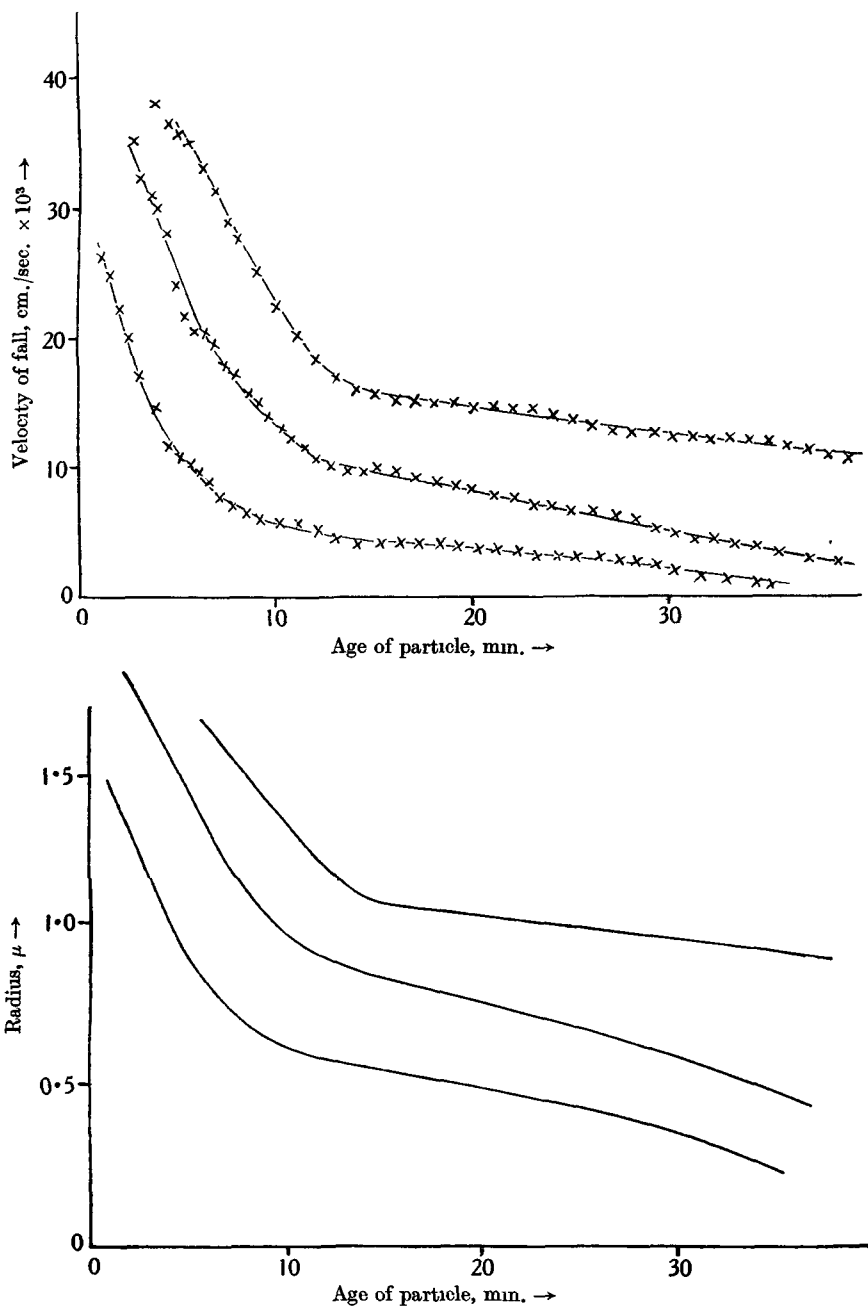 40
30
20
10
0
Velocity of fall, cm./sec. × 10³ →
0 10 20 30
Age of particle, min. →
1·5
1·0
0·5
0
Radius, μ →
0 10 20 30
Age of particle, min. →